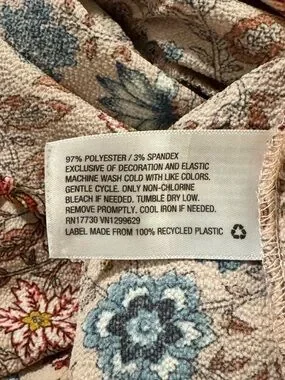 97% POLYESTER / 3% SPANDEX
EXCLUSIVE OF DECORATION AND ELASTIC
MACHINE WASH COLD WITH LIKE COLORS.
GENTLE CYCLE. ONLY NON-CHLORINE
BLEACH IF NEEDED. TUMBLE DRY LOW.
REMOVE PROMPTLY. COOL IRON IF NEEDED.
RN17730 VN1299629
LABEL MADE FROM 100% RECYCLED PLASTIC